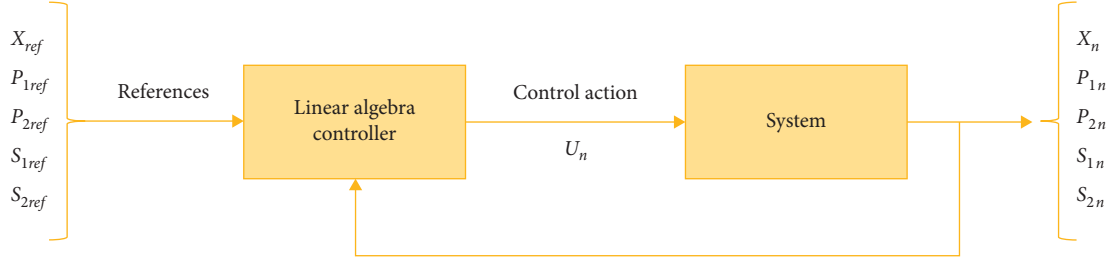 X_ref
P_1ref
P_2ref
S_1ref
S_2ref
References
Linear algebra
controller
Control action
U_n
System
X_n
P_1n
P_2n
S_1n
S_2n